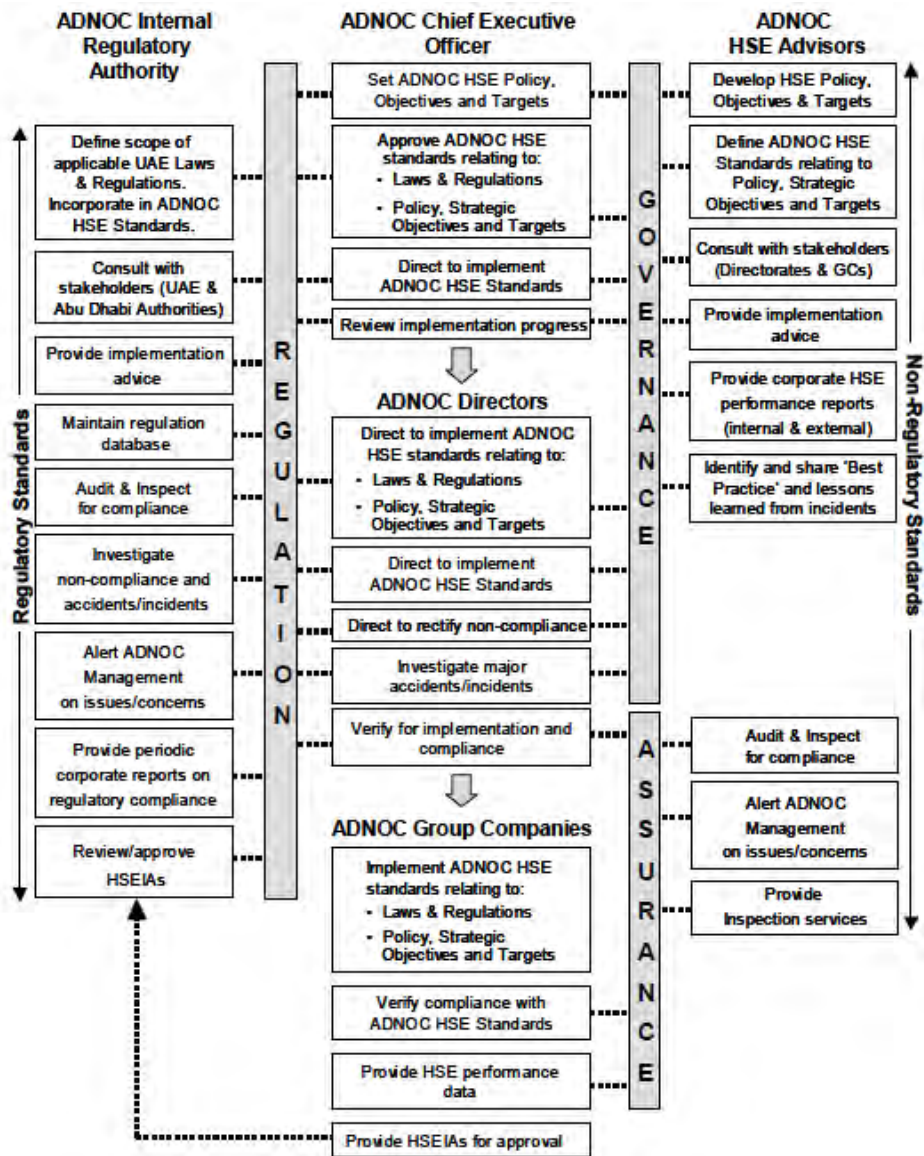 ADNOC Internal
Regulatory
Authority
Define scope of
applicable UAE Laws
& Regulations.
Incorporate in ADNOC
HSE Standards.
Consult with
stakeholders (UAE &
Abu Dhabi Authorities)
Provide implementation
advice
Maintain regulation
database
Audit & Inspect
for compliance
Investigate
non-compliance and
accidents/incidents
Alert ADNOC
Management
on issues/concerns
Provide periodic
corporate reports on
regulatory compliance
Review/approve
HSEIAs
Regulatory Standards
REGULATION
ADNOC Chief Executive
Officer
Set ADNOC HSE Policy,
Objectives and Targets
Approve ADNOC HSE
standards relating to:
- Laws & Regulations
- Policy, Strategic
Objectives and Targets
Direct to implement
ADNOC HSE Standards
Review implementation progress
ADNOC Directors
Direct to implement ADNOC
HSE standards relating to:
- Laws & Regulations
- Policy, Strategic
Objectives and Targets
Direct to implement
ADNOC HSE Standards
Direct to rectify non-compliance
Investigate major
accidents/incidents
Verify for implementation and
compliance
ADNOC Group Companies
Implement ADNOC HSE
standards relating to:
- Laws & Regulations
- Policy, Strategic
Objectives and Targets
Verify compliance with
ADNOC HSE Standards
Provide HSE performance
data
Provide HSEIAs for approval
GOVERNANCE
ASSURANCE
ADNOC
HSE Advisors
Develop HSE Policy,
Objectives & Targets
Define ADNOC HSE
Standards relating to
Policy, Strategic
Objectives and Targets
Consult with stakeholders
(Directorates & GCs)
Provide implementation
advice
Provide corporate HSE
performance reports
(internal & external)
Identify and share 'Best
Practice' and lessons
learned from incidents
Audit & Inspect
for compliance
Alert ADNOC
Management
on issues/concerns
Provide
Inspection services
Non-Regulatory Standards